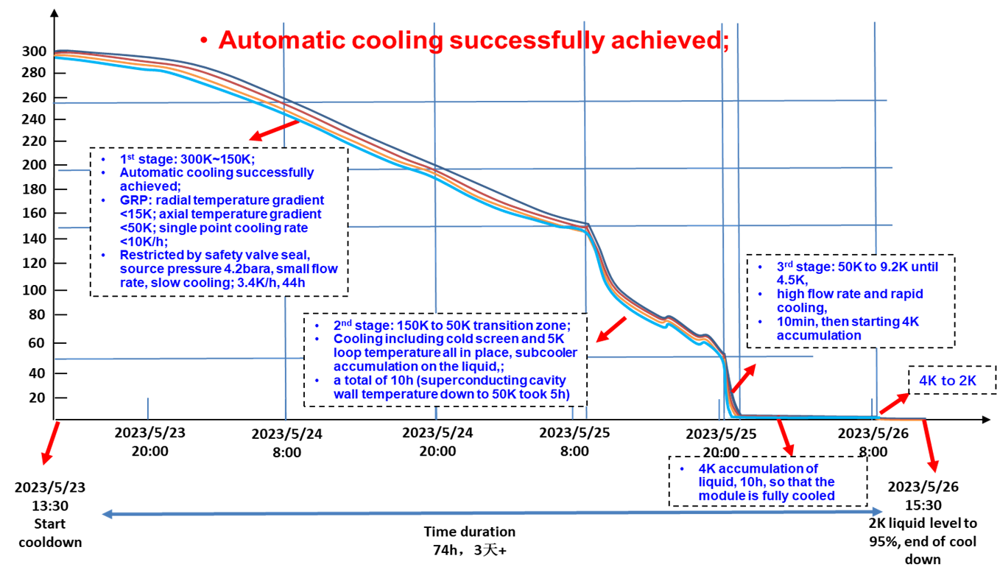 • Automatic cooling successfully achieved;
300
280
260
240
220
200
180
160
140
120
100
80
60
40
20
• 1st stage: 300K~150K;
• Automatic cooling successfully
achieved;
• GRP: radial temperature gradient
<15K; axial temperature gradient
<50K; single point cooling rate
<10K/h;
• Restricted by safety valve seal,
source pressure 4.2bara, small flow
rate, slow cooling; 3.4K/h, 44h
• 2nd stage: 150K to 50K transition zone;
• Cooling including cold screen and 5K
loop temperature all in place, subcooler
accumulation on the liquid,;
• a total of 10h (superconducting cavity
wall temperature down to 50K took 5h)
• 3rd stage: 50K to 9.2K until
4.5K,
• high flow rate and rapid
cooling,
• 10min, then starting 4K
accumulation
4K to 2K
2023/5/23
20:00
2023/5/24
8:00
2023/5/24
20:00
2023/5/25
8:00
2023/5/25
20:00
2023/5/26
8:00
• 4K accumulation of
liquid, 10h, so that the
module is fully cooled
2023/5/23
13:30
Start
cooldown
Time duration
74h，3天+
2023/5/26
15:30
2K liquid level to
95%, end of cool
down